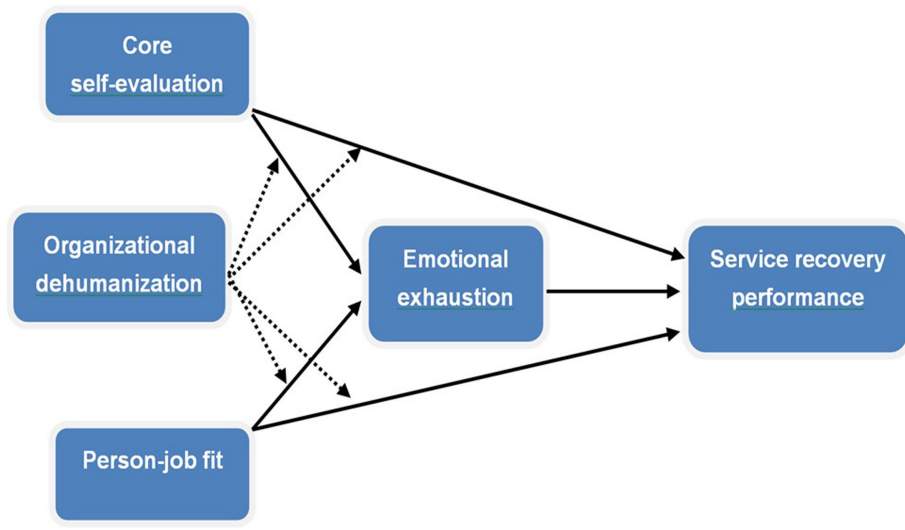 Core
self-evaluation
Organizational
dehumanization
Emotional
exhaustion
Service recovery
performance
Person-job fit